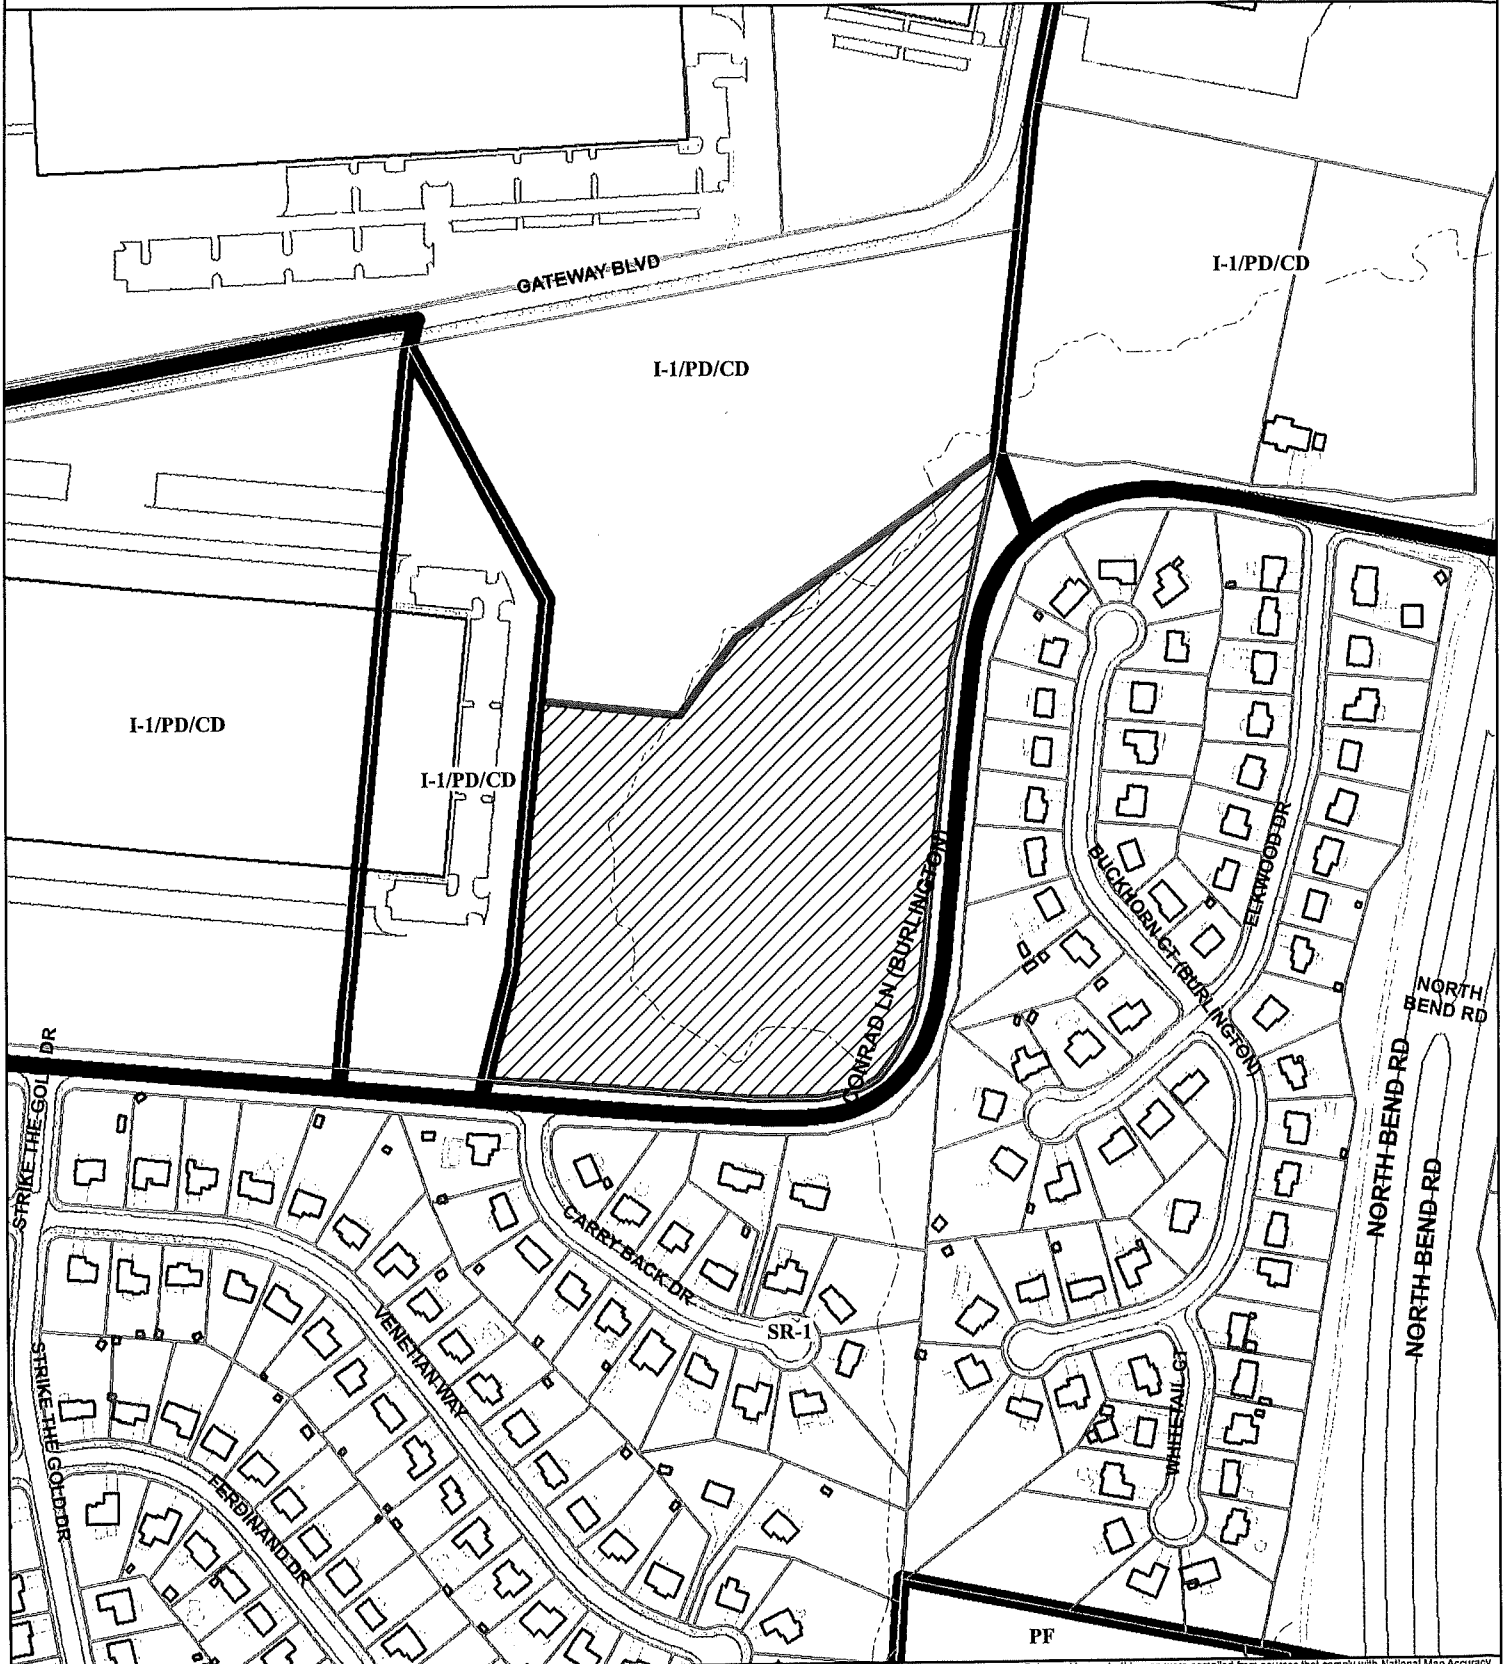 GATEWAY BLVD
I-1/PD/CD
I-1/PD/CD
I-1/PD/CD
I-1/PD/CD
CONRAD LN (BURLINGTON)
BUCKHORN CT (BURLINGTON)
ELKWOOD DR
NORTH
BEND RD
NORTH BEND RD
NORTH BEND RD
STRIKE THE GOLD DR
CARRY BACK DR
SR-1
VENETIAN WAY
STRIKE THE GOLD DR
WHITETAIL CT
FERDINAND DR
PF